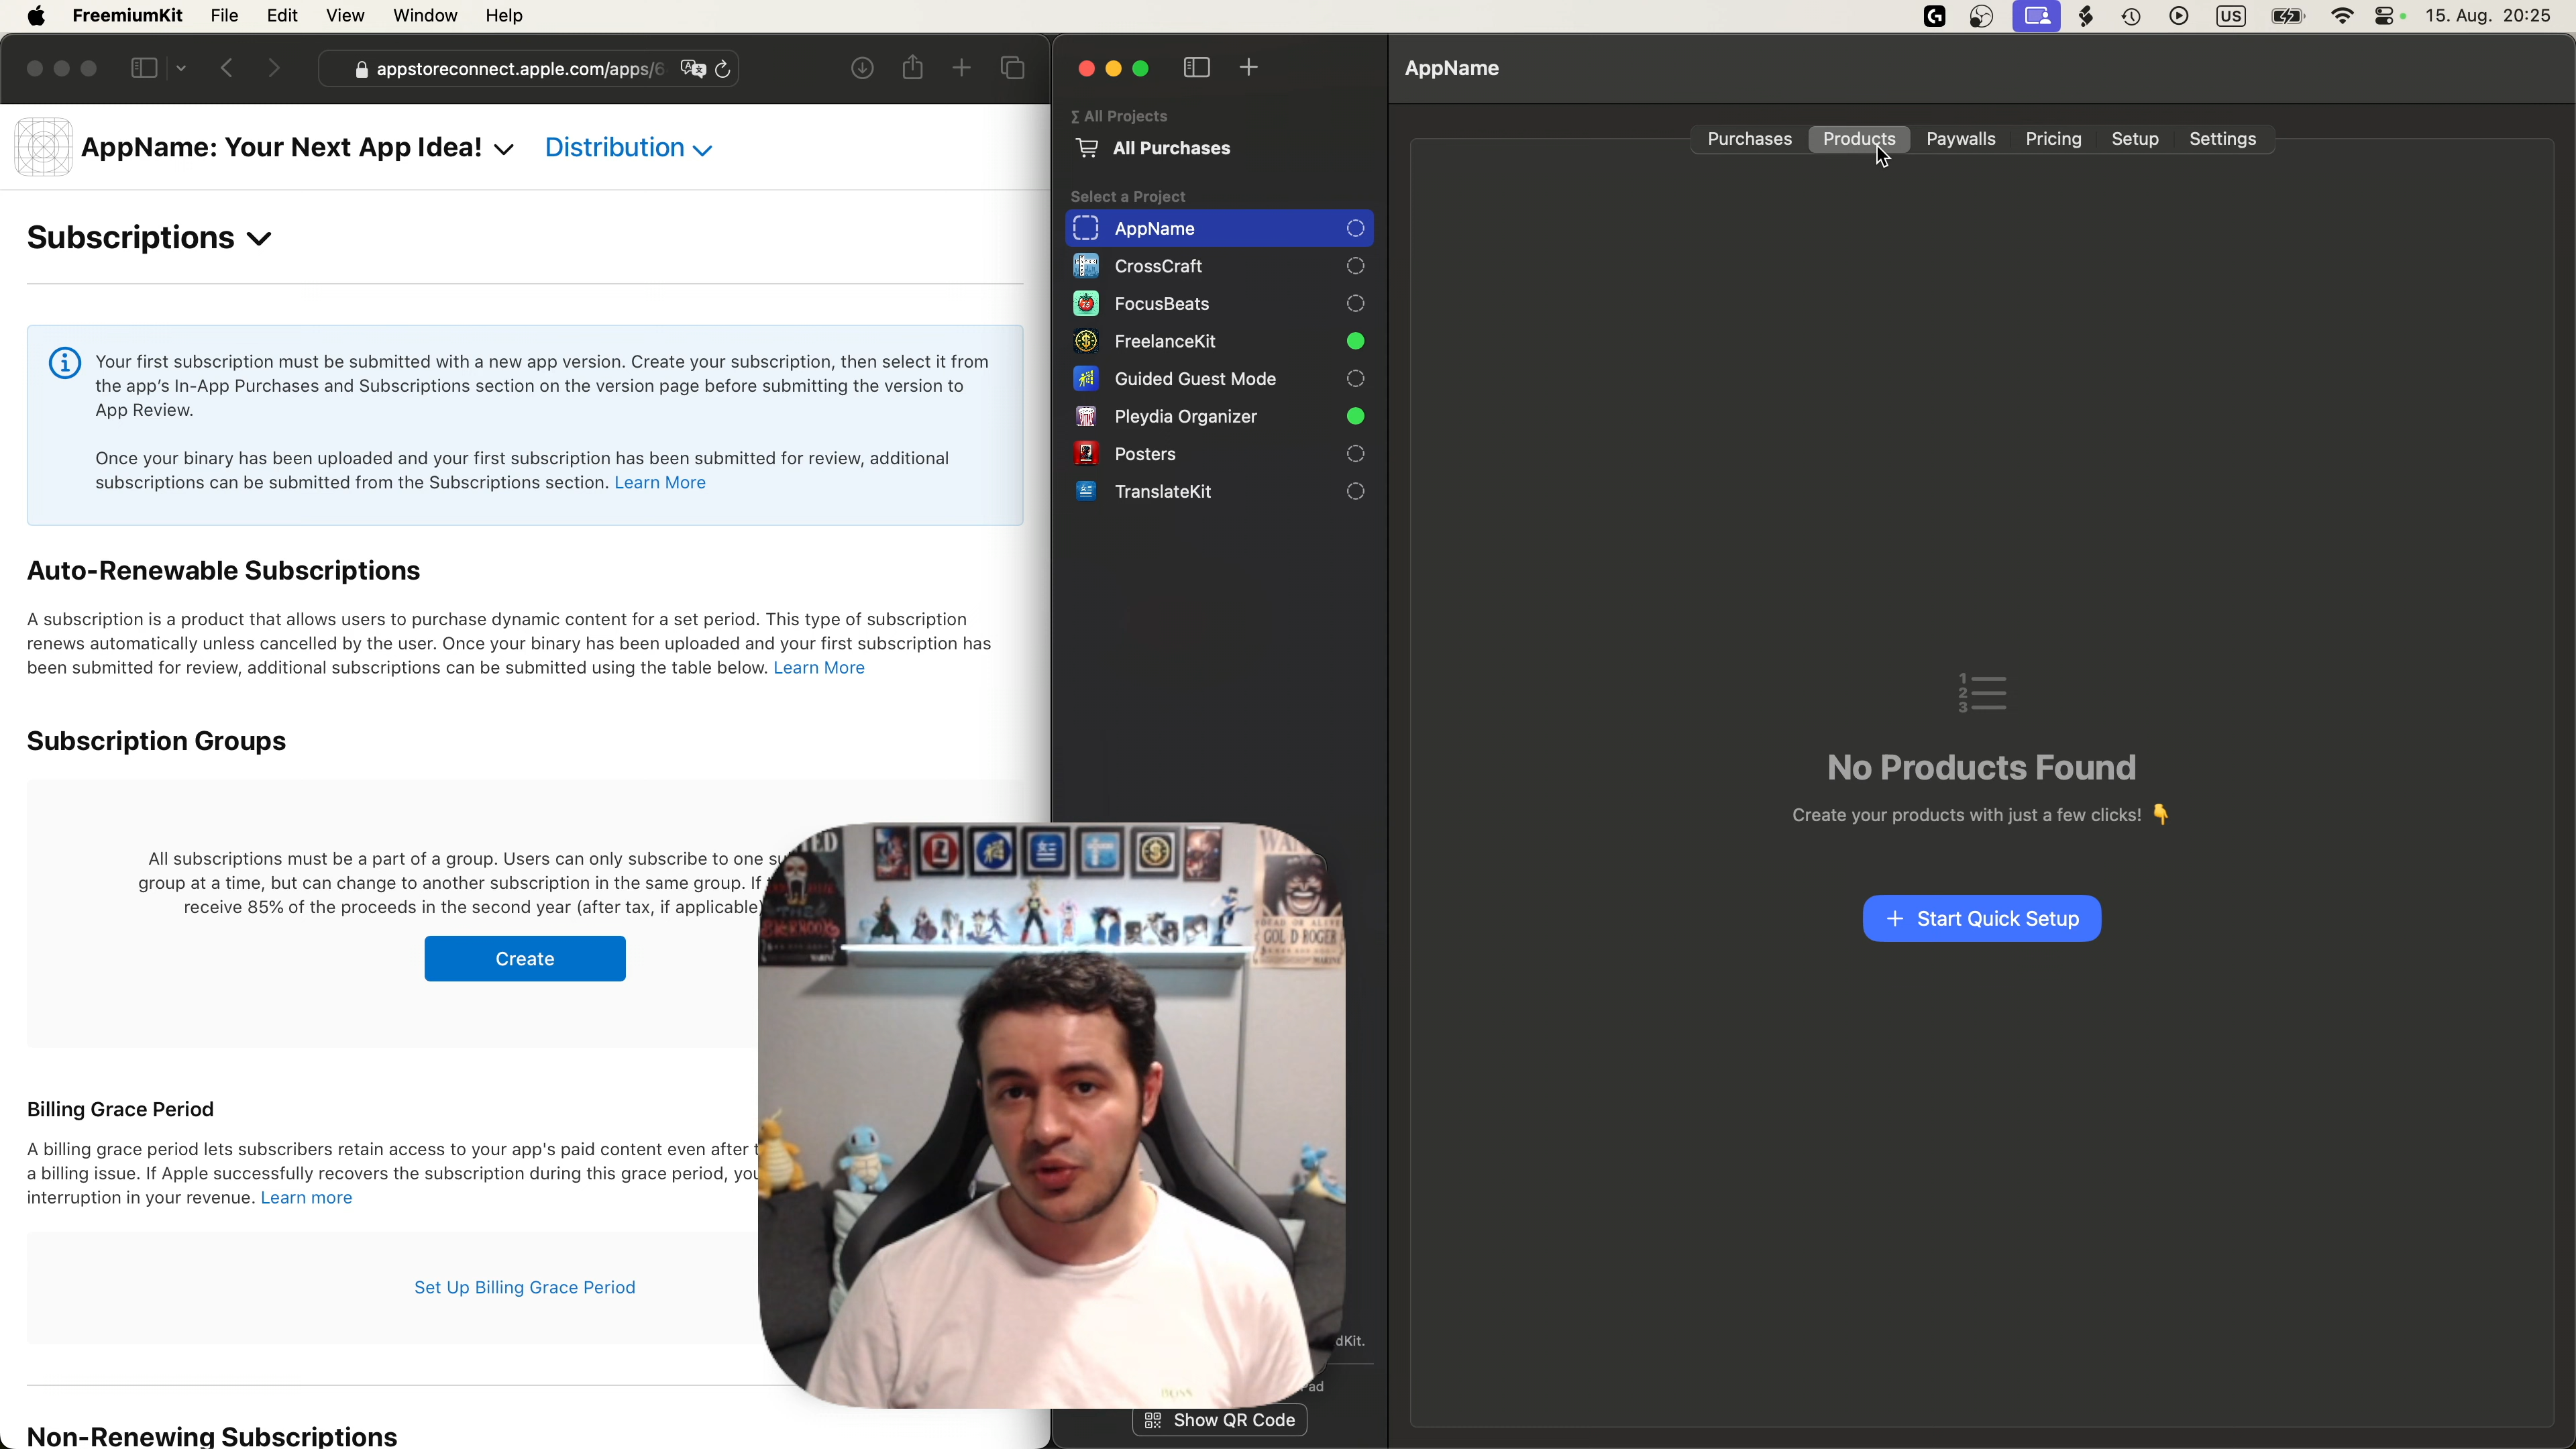 FreemiumKit File Edit View Window Help
US 15. Aug. 20:25
appstoreconnect.apple.com/apps/6
AppName: Your Next App Idea! Distribution
Subscriptions
Your first subscription must be submitted with a new app version. Create your subscription, then select it from
the app's In-App Purchases and Subscriptions section on the version page before submitting the version to
App Review.
Once your binary has been uploaded and your first subscription has been submitted for review, additional
subscriptions can be submitted from the Subscriptions section. Learn More
Auto-Renewable Subscriptions
A subscription is a product that allows users to purchase dynamic content for a set period. This type of subscription
renews automatically unless cancelled by the user. Once your binary has been uploaded and your first subscription has
been submitted for review, additional subscriptions can be submitted using the table below. Learn More
Subscription Groups
All subscriptions must be a part of a group. Users can only subscribe to one
group at a time, but can change to another subscription in the same group. If
receive 85% of the proceeds in the second year (after tax, if applicable)
Create
Billing Grace Period
A billing grace period lets subscribers retain access to your app's paid content even after
a billing issue. If Apple successfully recovers the subscription during this grace period,
interruption in your revenue. Learn more
Set Up Billing Grace Period
Non-Renewing Subscriptions
∑ All Projects
All Purchases
Select a Project
AppName
CrossCraft
FocusBeats
FreelanceKit
Guided Guest Mode
Pleydia Organizer
Posters
TranslateKit
dKit.
Show QR Code
AppName
Purchases Products Paywalls Pricing Setup Settings
1
2
3
No Products Found
Create your products with just a few clicks! 👇
+ Start Quick Setup
DEAD OR ALIVE
GOL D ROGER
BOSS